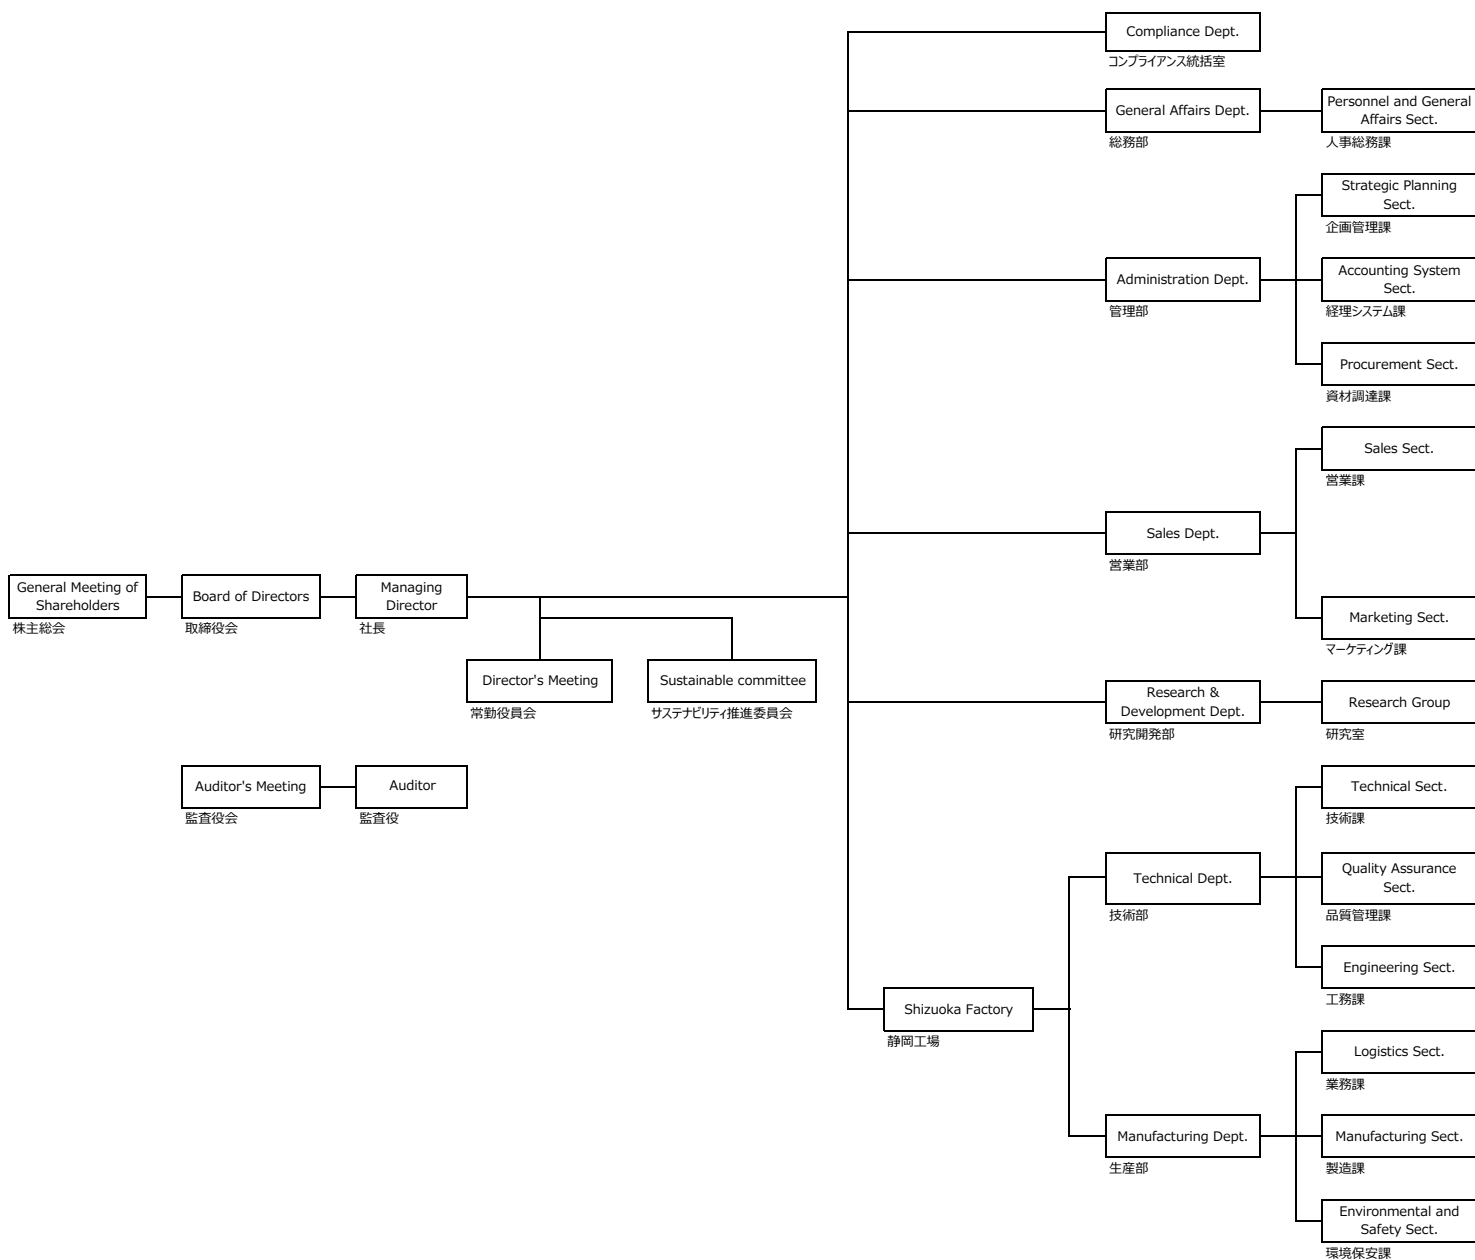 Compliance Dept.
コンプライアンス統括室
General Affairs Dept.
総務部
Personnel and General
Affairs Sect.
人事総務課
Strategic Planning
Sect.
企画管理課
Administration Dept.
管理部
Accounting System
Sect.
経理システム課
Procurement Sect.
資材調達課
Sales Sect.
営業課
Sales Dept.
営業部
General Meeting of
Shareholders
株主総会
Board of Directors
取締役会
Managing
Director
社長
Marketing Sect.
マーケティング課
Director's Meeting
常勤役員会
Sustainable committee
サステナビリティ推進委員会
Research &
Development Dept.
研究開発部
Research Group
研究室
Auditor's Meeting
監査役会
Auditor
監査役
Technical Sect.
技術課
Technical Dept.
技術部
Quality Assurance
Sect.
品質管理課
Engineering Sect.
工務課
Shizuoka Factory
静岡工場
Logistics Sect.
業務課
Manufacturing Dept.
生産部
Manufacturing Sect.
製造課
Environmental and
Safety Sect.
環境保安課